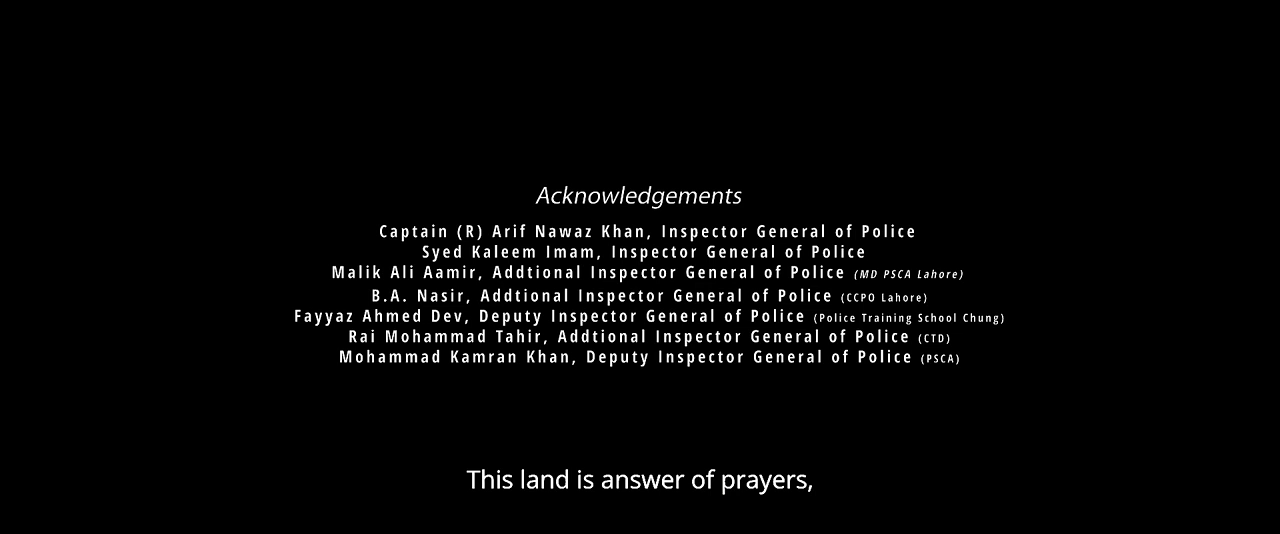 Acknowledgements
Captain (R) Arif Nawaz Khan, Inspector General of Police
Syed Kaleem Imam, Inspector General of Police
Malik Ali Aamir, Addtional Inspector General of Police (MD PSCA Lahore)
B.A. Nasir, Addtional Inspector General of Police (CCPO Lahore)
Fayyaz Ahmed Dev, Deputy Inspector General of Police (Police Training School Chung)
Rai Mohammad Tahir, Addtional Inspector General of Police (CTD)
Mohammad Kamran Khan, Deputy Inspector General of Police (PSCA)
This land is answer of prayers,